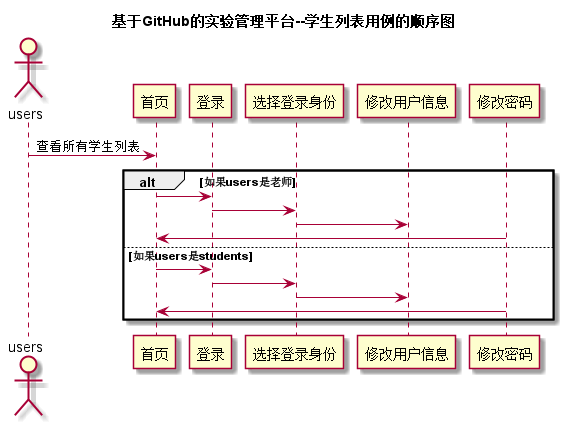 基于GitHub的实验管理平台--学生列表用例的顺序图
users
首页 登录 选择登录身份 修改用户信息 修改密码
查看所有学生列表
alt [如果users是老师]
[如果users是students]
users
首页 登录 选择登录身份 修改用户信息 修改密码